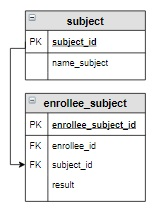 subject
PK subject_id
name_subject
enrollee_subject
PK enrollee_subject_id
FK enrollee_id
FK subject_id
result